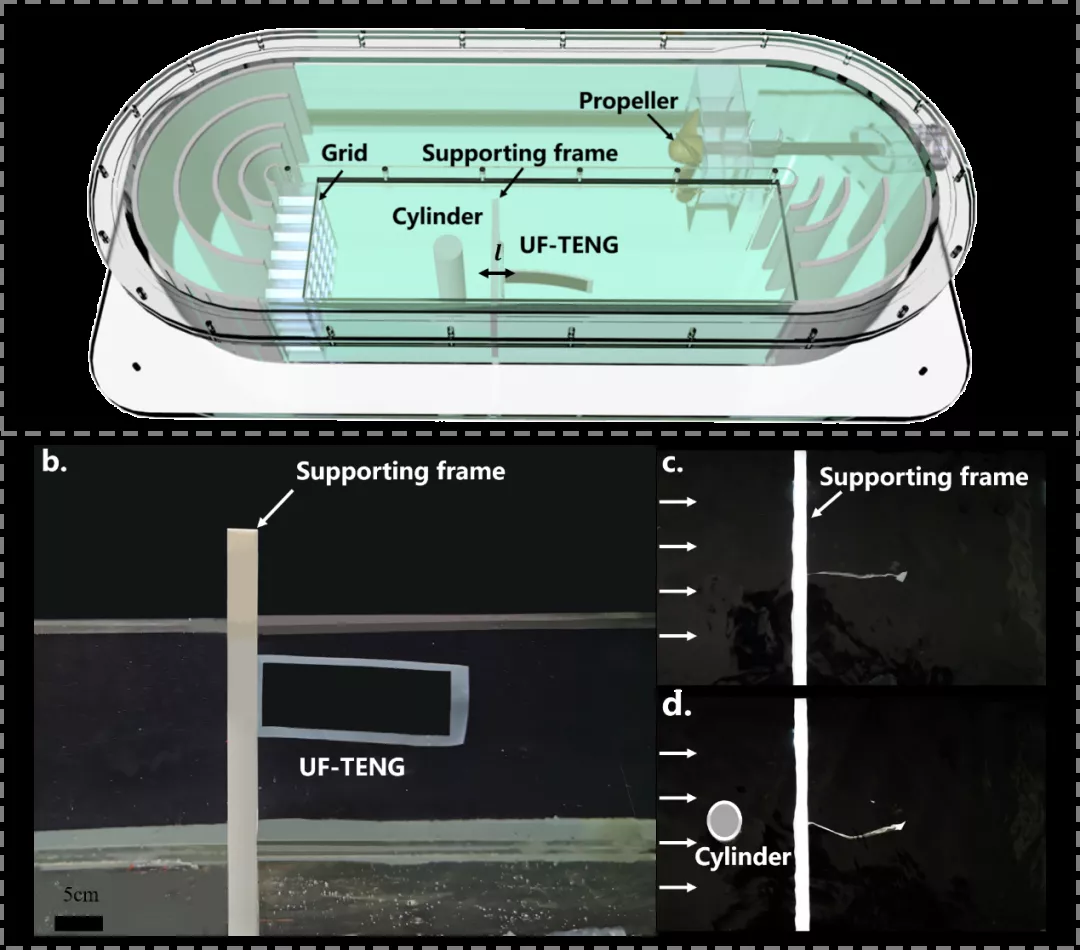 Propeller
Grid
Supporting frame
Cylinder
l
UF-TENG
b.
Supporting frame
UF-TENG
5cm
c.
Supporting frame
d.
Cylinder